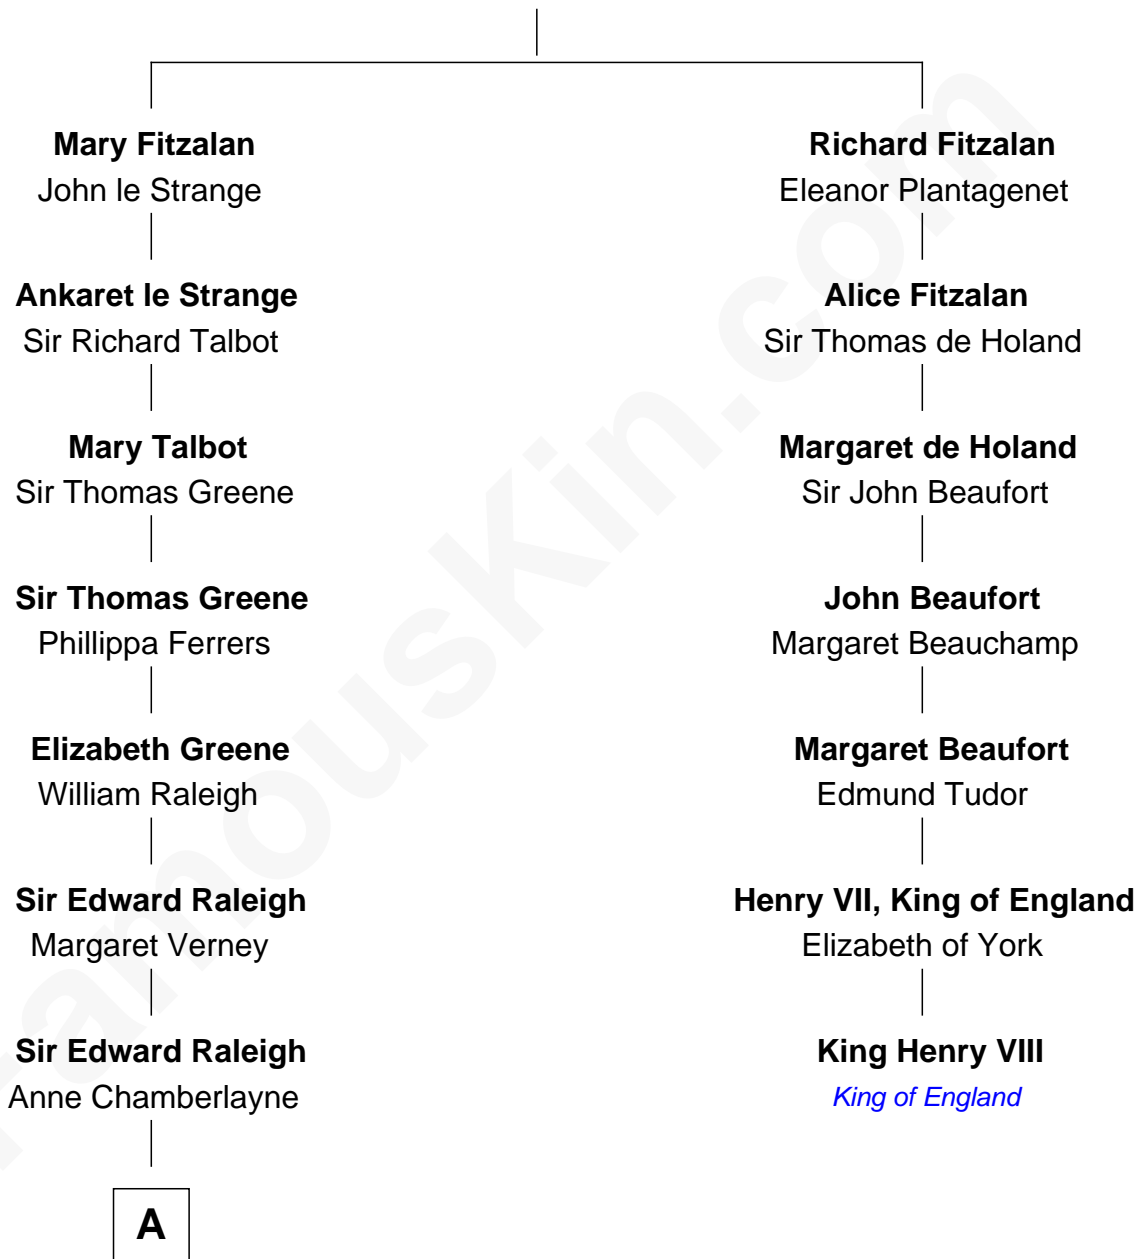 Mary Fitzalan
John le Strange
Richard Fitzalan
Eleanor Plantagenet
Ankaret le Strange
Sir Richard Talbot
Alice Fitzalan
Sir Thomas de Holand
Mary Talbot
Sir Thomas Greene
Margaret de Holand
Sir John Beaufort
Sir Thomas Greene
Phillippa Ferrers
John Beaufort
Margaret Beauchamp
Elizabeth Greene
William Raleigh
Margaret Beaufort
Edmund Tudor
Sir Edward Raleigh
Margaret Verney
Henry VII, King of England
Elizabeth of York
Sir Edward Raleigh
Anne Chamberlayne
King Henry VIII
King of England
A
FamousKin.com